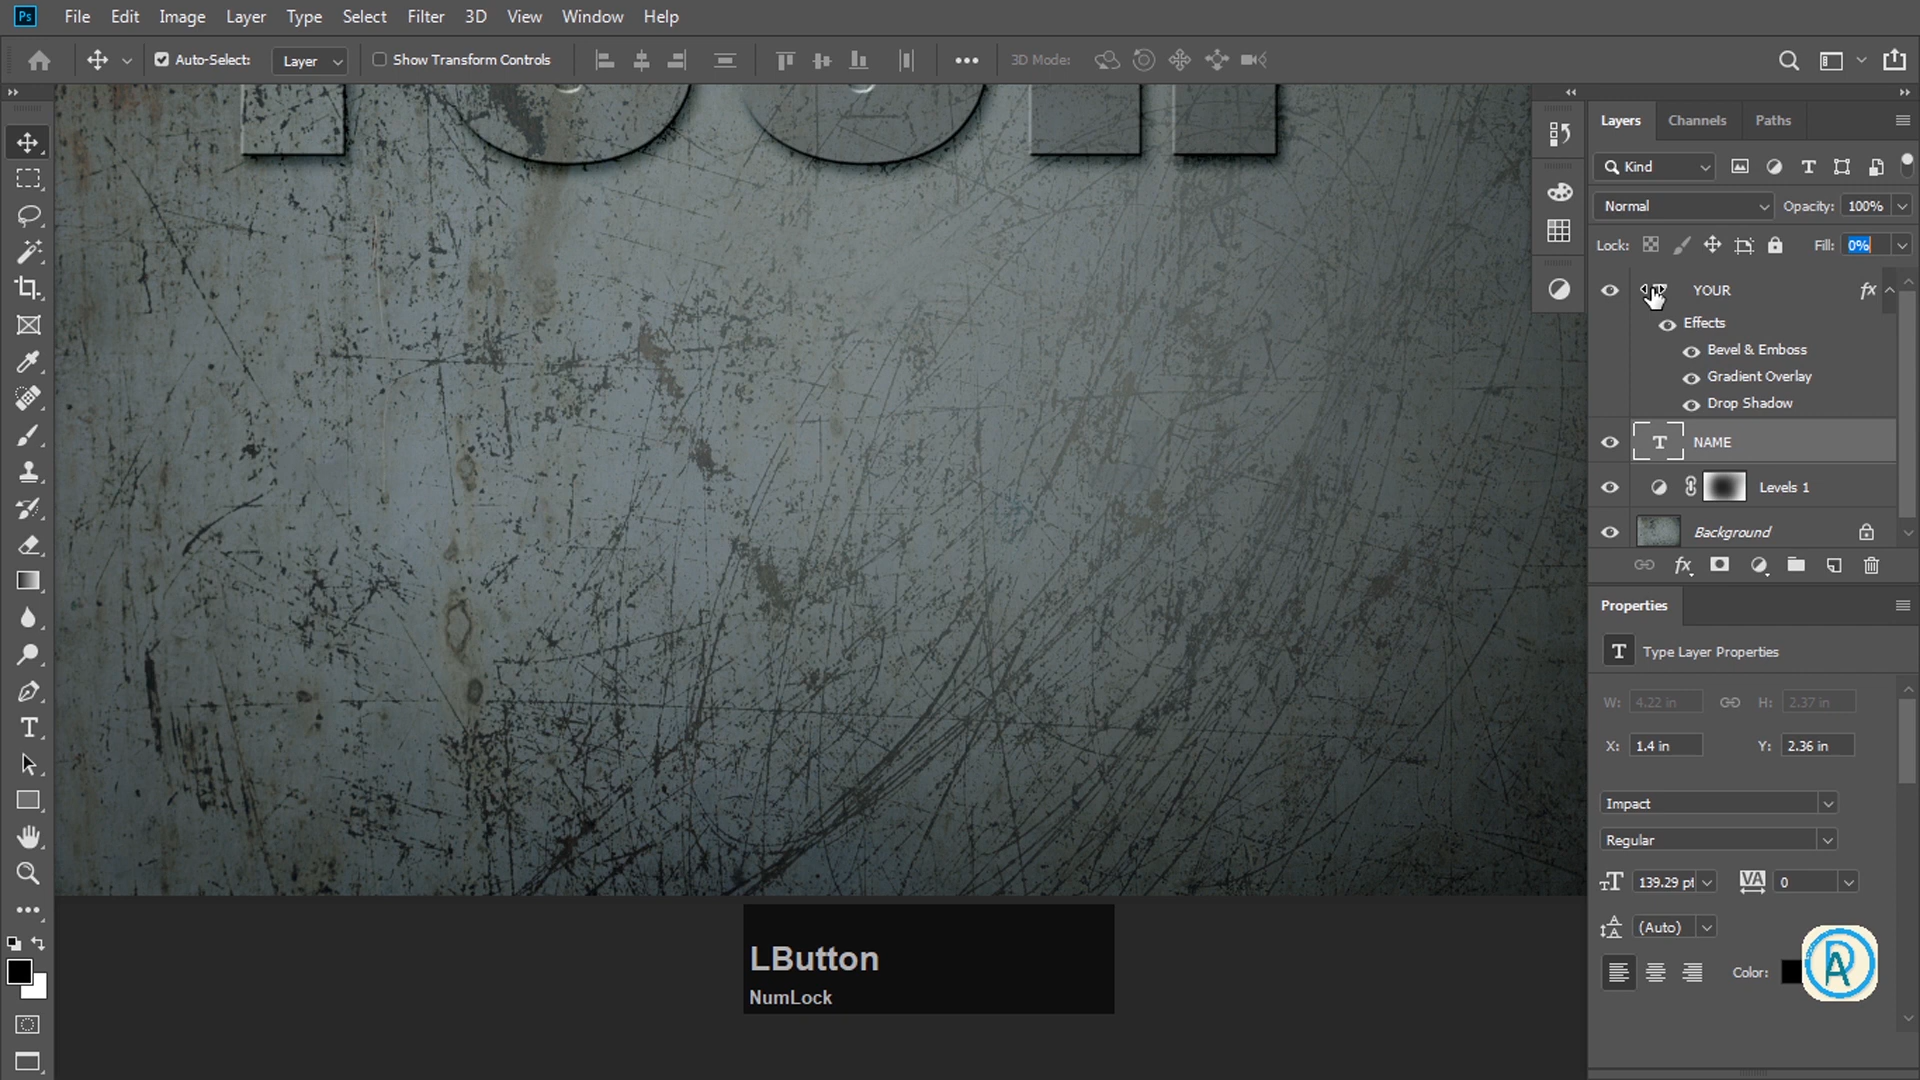 Ps File Edit Image Layer Type Select Filter 3D View Window Help
Auto-Select: Layer Show Transform Controls 3D Mode:
Layers Channels Paths
Kind
Normal Opacity: 100%
Lock: Fill: 0%
YOUR fx
Effects
Bevel & Emboss
Gradient Overlay
Drop Shadow
T NAME
Levels 1
Background
fx
Properties
T Type Layer Properties
W: 4.22 in H: 2.37 in
X: 1.4 in Y: 2.36 in
Impact
Regular
139.29 pt VA 0
(Auto)
Color:
LButton
NumLock